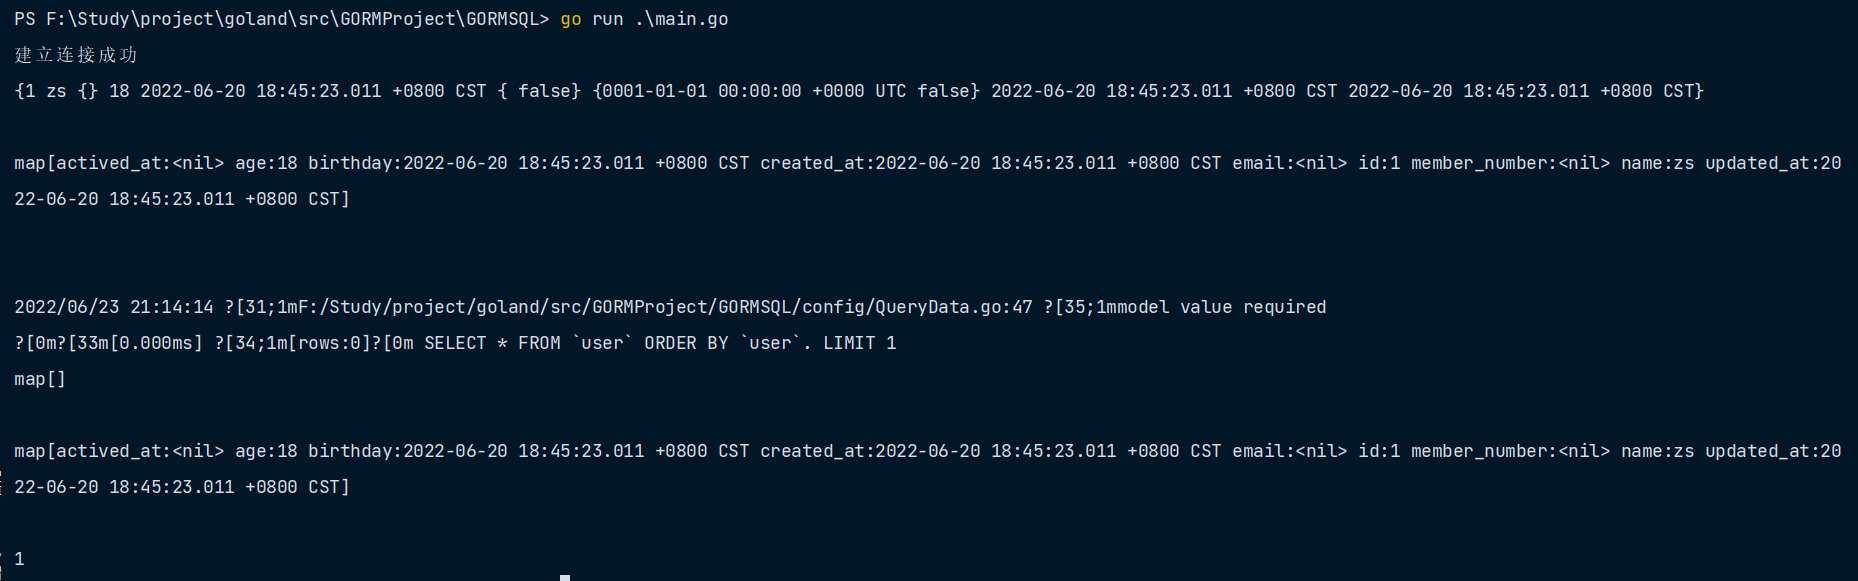 PS F:\Study\project\goland\src\GORMProject\GORMSQL> go run .\main.go
建立连接成功
{1 zs {} 18 2022-06-20 18:45:23.011 +0800 CST { false} {0001-01-01 00:00:00 +0000 UTC false} 2022-06-20 18:45:23.011 +0800 CST 2022-06-20 18:45:23.011 +0800 CST}
map[actived_at:<nil> age:18 birthday:2022-06-20 18:45:23.011 +0800 CST created_at:2022-06-20 18:45:23.011 +0800 CST email:<nil> id:1 member_number:<nil> name:zs updated_at:20
22-06-20 18:45:23.011 +0800 CST]
2022/06/23 21:14:14 ?[31;1mF:/Study/project/goland/src/GORMProject/GORMSQL/config/QueryData.go:47 ?[35;1mmodel value required
?[0m?[33m[0.000ms] ?[34;1m[rows:0]?[0m SELECT * FROM `user` ORDER BY `user`. LIMIT 1
map[]
map[actived_at:<nil> age:18 birthday:2022-06-20 18:45:23.011 +0800 CST created_at:2022-06-20 18:45:23.011 +0800 CST email:<nil> id:1 member_number:<nil> name:zs updated_at:20
22-06-20 18:45:23.011 +0800 CST]
1